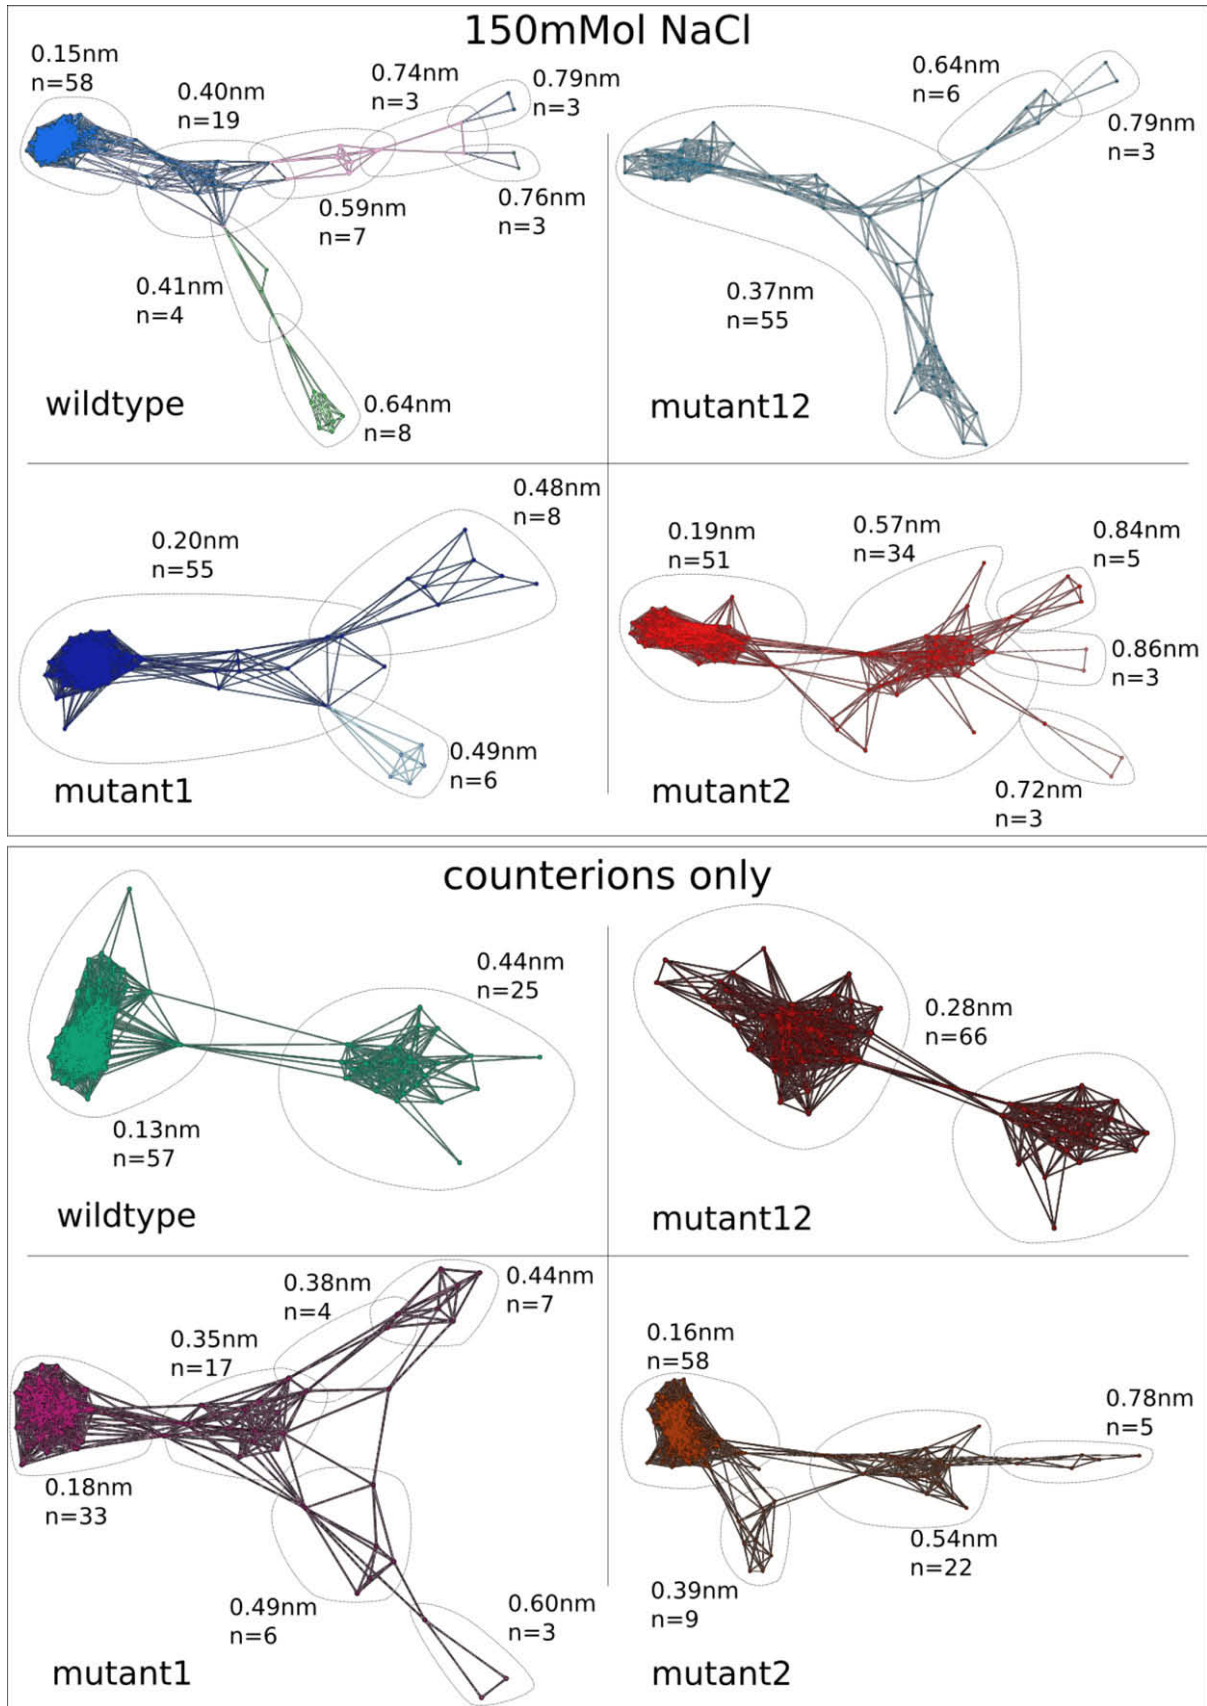 150mMol NaCl
0.15nm
n=58
0.40nm
n=19
0.74nm
n=3
0.79nm
n=3
0.59nm
n=7
0.76nm
n=3
0.41nm
n=4
0.64nm
n=8
wildtype
0.64nm
n=6
0.79nm
n=3
0.37nm
n=55
mutant12
0.20nm
n=55
0.48nm
n=8
0.49nm
n=6
mutant1
0.19nm
n=51
0.57nm
n=34
0.84nm
n=5
0.86nm
n=3
0.72nm
n=3
mutant2
counterions only
0.44nm
n=25
0.13nm
n=57
wildtype
0.28nm
n=66
mutant12
0.38nm
n=4
0.44nm
n=7
0.35nm
n=17
0.18nm
n=33
0.49nm
n=6
0.60nm
n=3
mutant1
0.16nm
n=58
0.78nm
n=5
0.54nm
n=22
0.39nm
n=9
mutant2